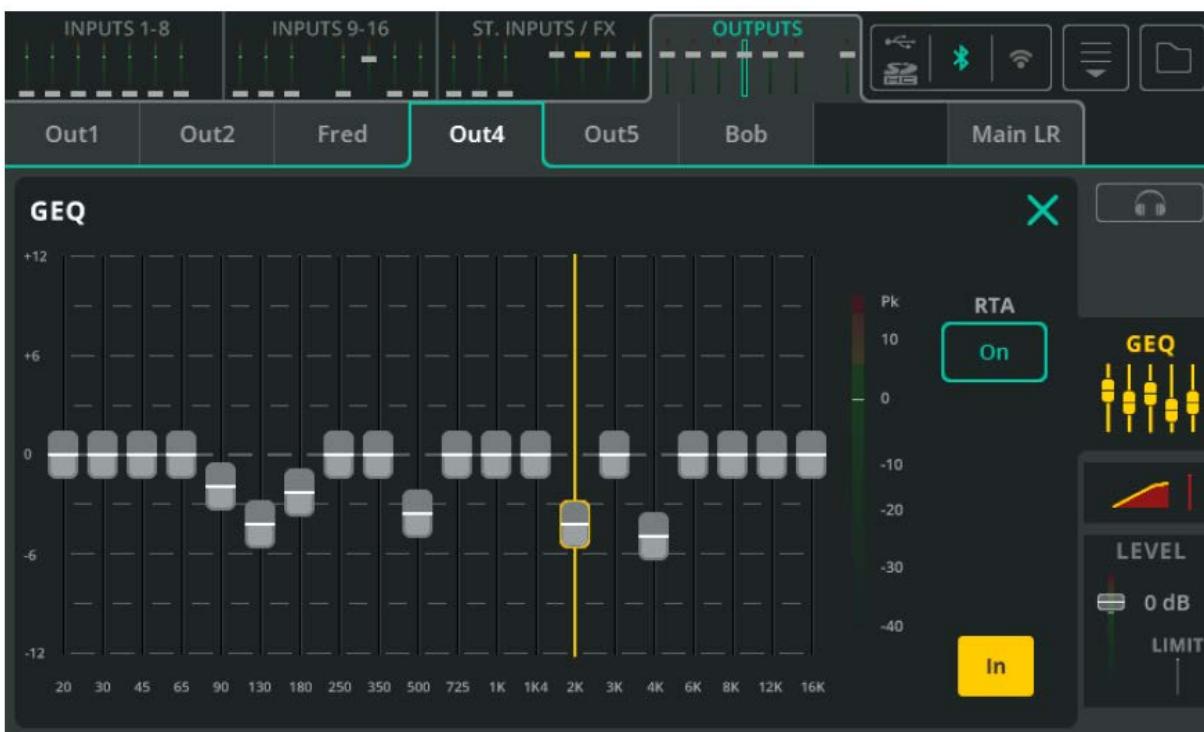 INPUTS 1-8 INPUTS 9-16 ST. INPUTS / FX OUTPUTS
Out1 Out2 Fred Out4 Out5 Bob Main LR
GEQ
+12
+6
0
-6
-12
20 30 45 65 90 130 180 250 350 500 725 1K 1K4 2K 3K 4K 6K 8K 12K 16K
Pk
10
0
-10
-20
-30
-40
RTA
On
In
GEQ
LEVEL
0 dB
LIMIT